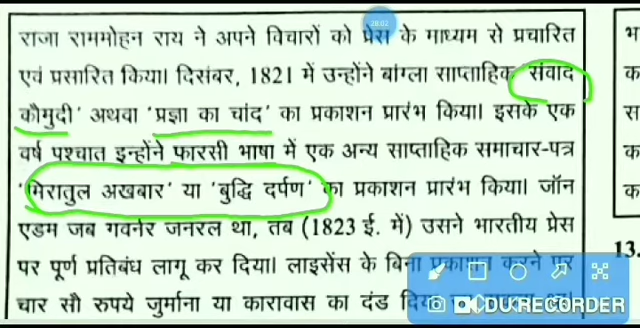 28:02
राजा राममोहन राय ने अपने विचारों को प्रेस के माध्यम से प्रचारित
एवं प्रसारित किया। दिसंबर, 1821 में उन्होंने बांग्ला साप्ताहिक संवाद
कौमुदी' अथवा 'प्रज्ञा का चांद' का प्रकाशन प्रारंभ किया। इसके एक
वर्ष पश्चात इन्होंने फारसी भाषा में एक अन्य साप्ताहिक समाचार-पत्र
'मिरातुल अखबार' या 'बुद्धि दर्पण' का प्रकाशन प्रारंभ किया। जॉन
एडम जब गवर्नर जनरल था, तब (1823 ई. में) उसने भारतीय प्रेस
पर पूर्ण प्रतिबंध लागू कर दिया। लाइसेंस के बिना प्रकाशन करने पर
चार सौ रुपये जुर्माना या कारावास का दंड
भ
क
स
क
क
13.
DU RECORDER